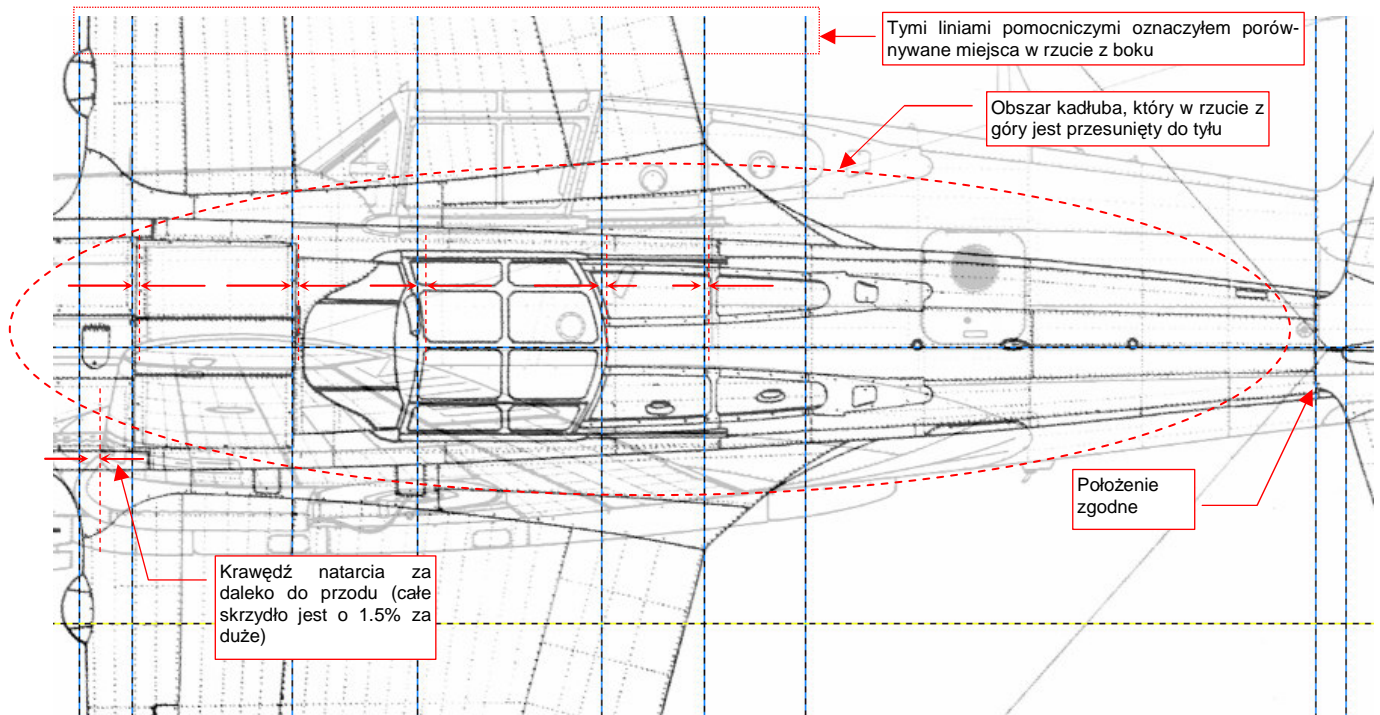 Tymi liniami pomocniczymi oznaczyłem porów-
nywane miejsca w rzucie z boku
Obszar kadłuba, który w rzucie z
góry jest przesunięty do tyłu
Położenie
zgodne
Krawędź natarcia za
daleko do przodu (całe
skrzydło jest o 1.5% za
duże)